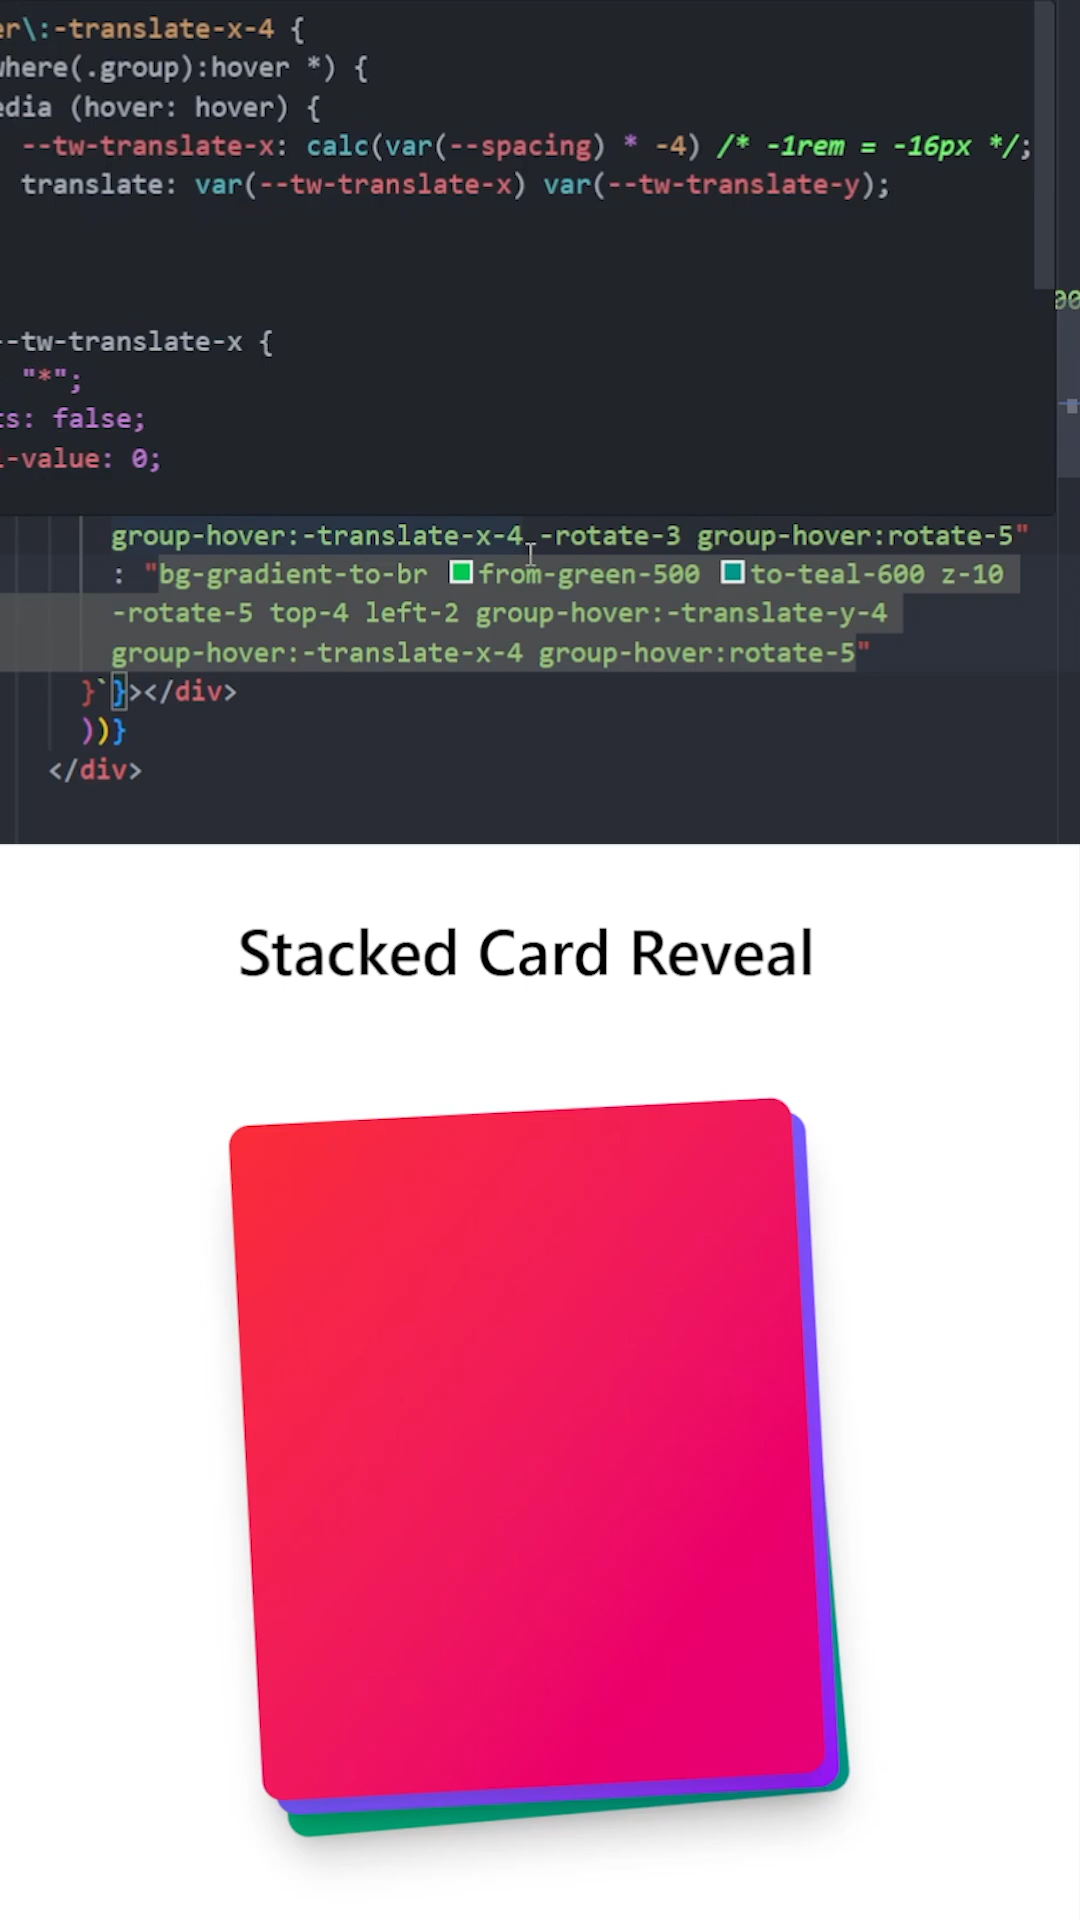 er\:-translate-x-4 {
where(.group):hover *) {
edia (hover: hover) {
--tw-translate-x: calc(var(--spacing) * -4) /* -1rem = -16px */;
translate: var(--tw-translate-x) var(--tw-translate-y);
00
--tw-translate-x {
"*";
ts: false;
l-value: 0;
group-hover:-translate-x-4 -rotate-3 group-hover:rotate-5"
: "bg-gradient-to-br from-green-500 to-teal-600 z-10
-rotate-5 top-4 left-2 group-hover:-translate-y-4
group-hover:-translate-x-4 group-hover:rotate-5"
}`}></div>
))}
</div>
Stacked Card Reveal